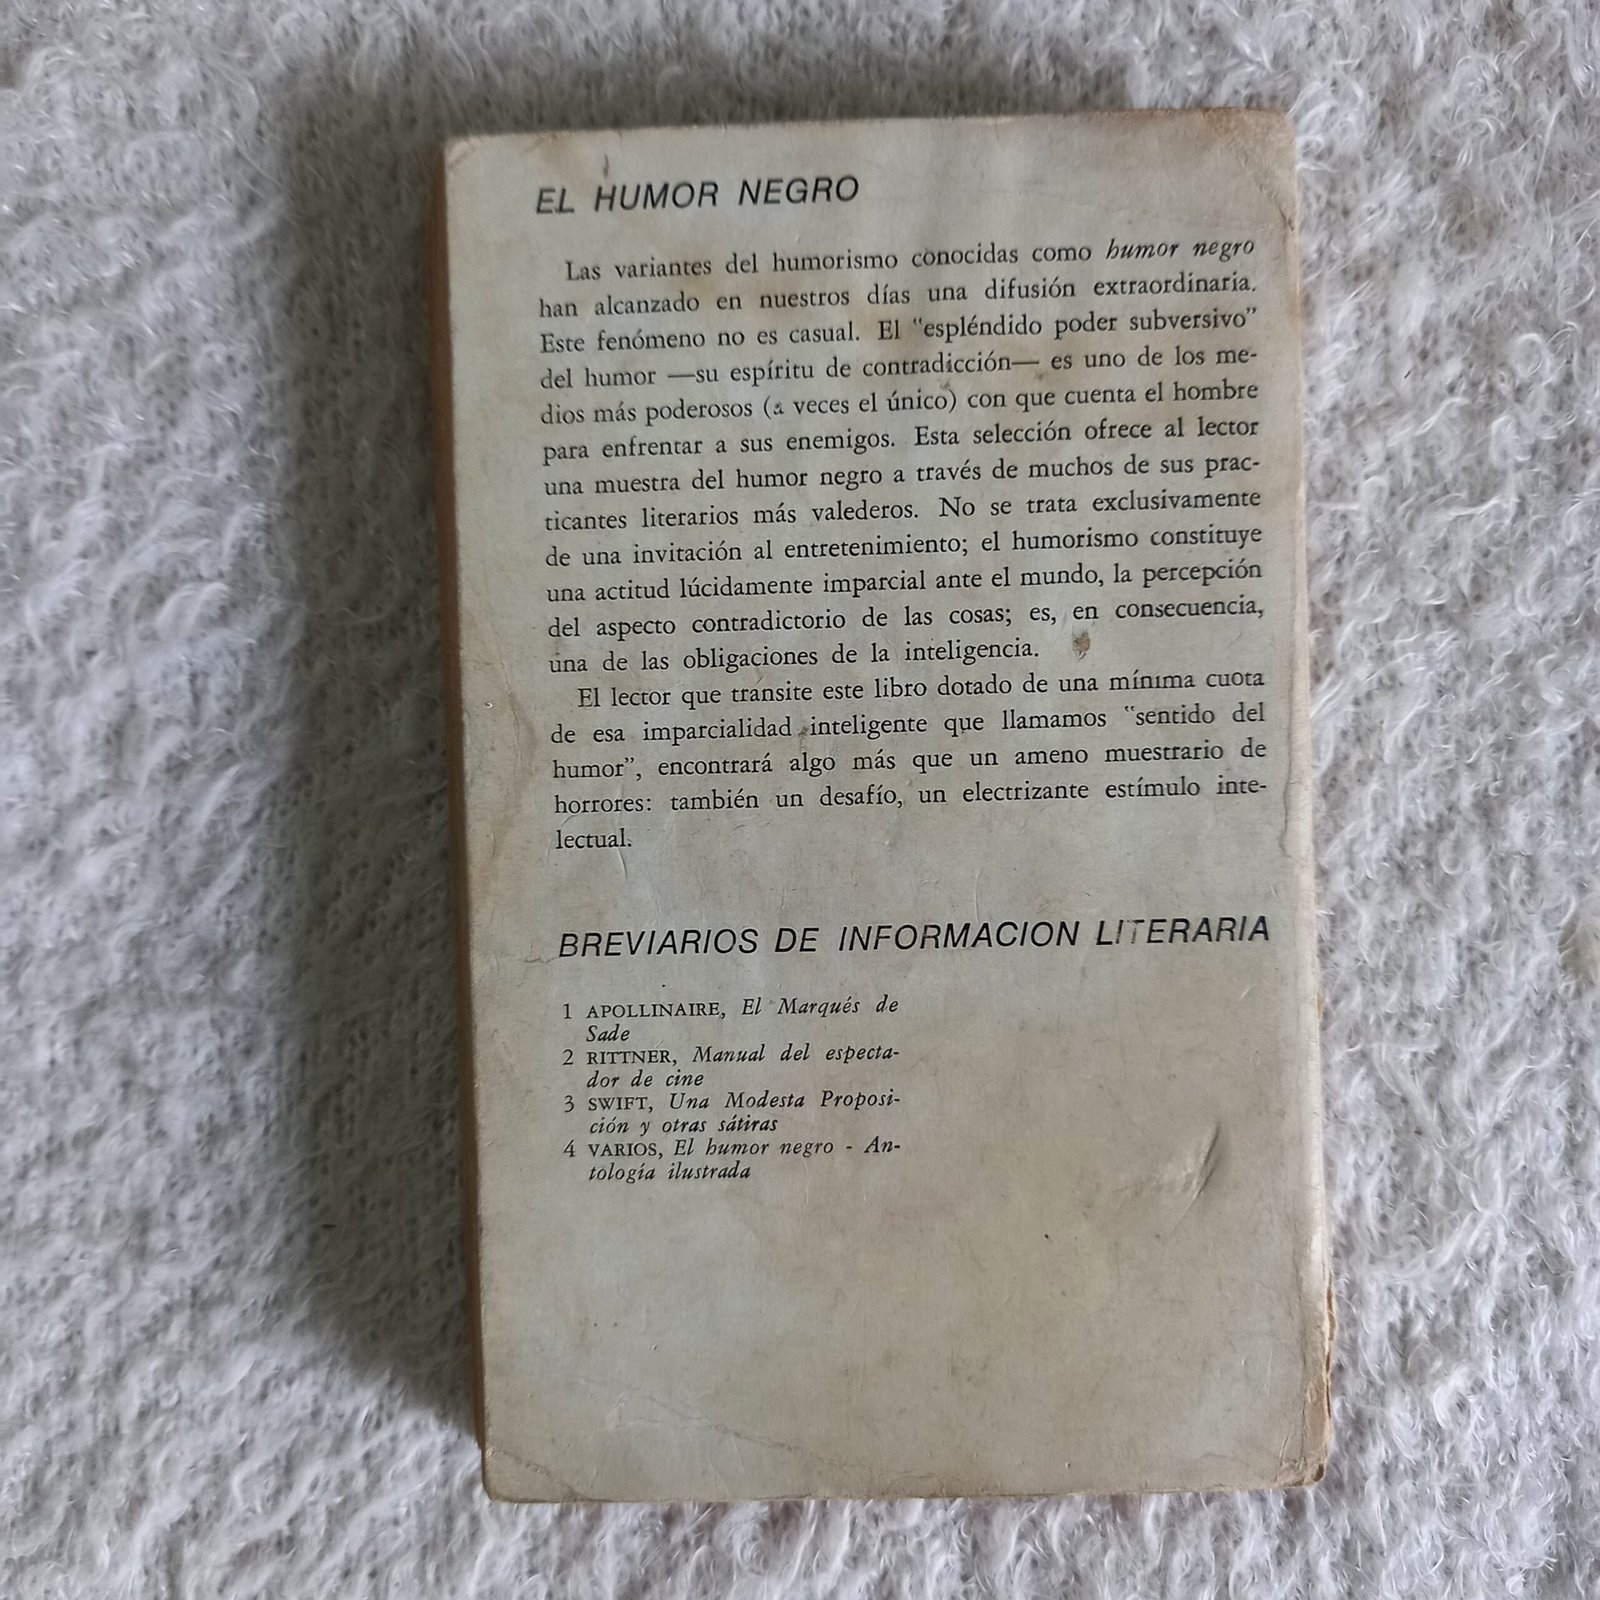 EL HUMOR NEGRO
Las variantes del humorismo conocidas como humor negro
han alcanzado en nuestros días una difusión extraordinaria.
Este fenómeno no es casual. El "espléndido poder subversivo"
del humor —su espíritu de contradicción— es uno de los me-
dios más poderosos (a veces el único) con que cuenta el hombre
para enfrentar a sus enemigos. Esta selección ofrece al lector
una muestra del humor negro a través de muchos de sus prac-
ticantes literarios más valederos. No se trata exclusivamente
de una invitación al entretenimiento; el humorismo constituye
una actitud lúcidamente imparcial ante el mundo, la percepción
del aspecto contradictorio de las cosas; es, en consecuencia,
una de las obligaciones de la inteligencia.
El lector que transite este libro dotado de una mínima cuota
de esa imparcialidad inteligente que llamamos "sentido del
humor", encontrará algo más que un ameno muestrario de
horrores: también un desafío, un electrizante estímulo inte-
lectual.
BREVIARIOS DE INFORMACION LITERARIA
1 APOLLINAIRE, El Marqués de
Sade
2 RITTNER, Manual del especta-
dor de cine
3 SWIFT, Una Modesta Proposi-
ción y otras sátiras
4 VARIOS, El humor negro - An-
tología ilustrada